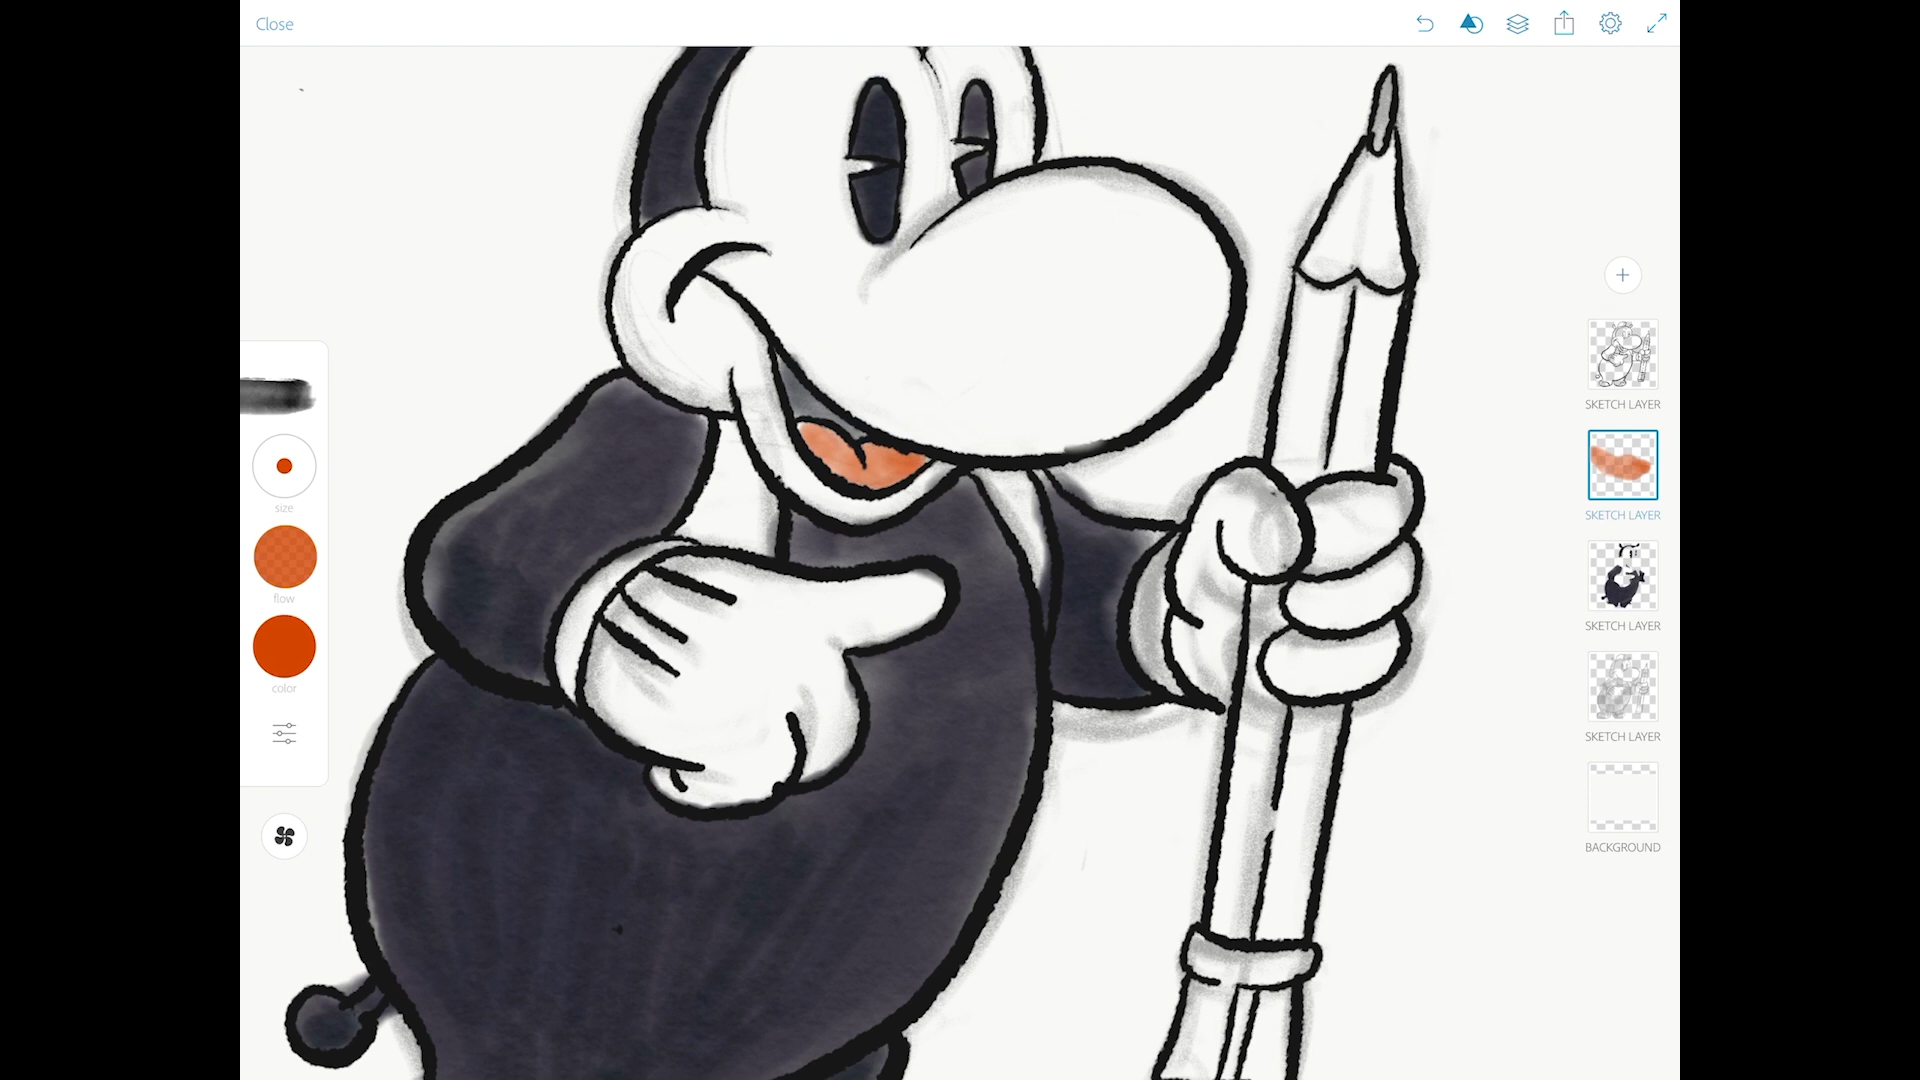 Close
size
flow
color
SKETCH LAYER
SKETCH LAYER
SKETCH LAYER
SKETCH LAYER
BACKGROUND